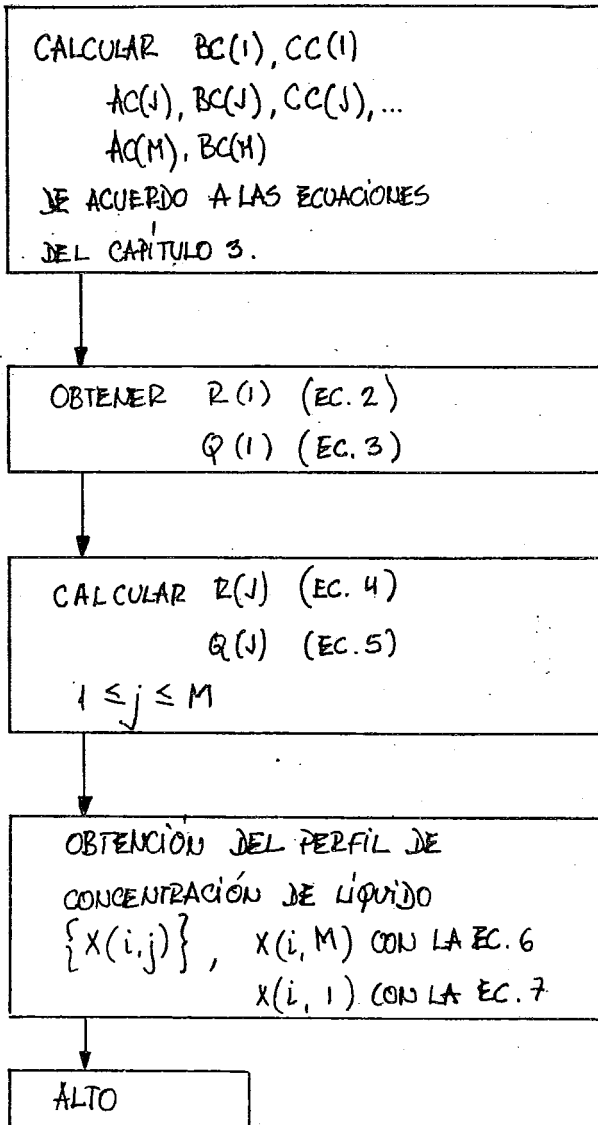 CALCULAR BC(1), CC(1)
AC(J), BC(J), CC(J), ...
AC(M), BC(M)
DE ACUERDO A LAS ECUACIONES
DEL CAPÍTULO 3.
OBTENER R(1) (EC. 2)
Q(1) (EC. 3)
CALCULAR R(J) (EC. 4)
Q(J) (EC. 5)
1 ≤ j ≤ M
OBTENCIÓN DEL PERFIL DE
CONCENTRACIÓN DE LÍQUIDO
{X(i,j)}, X(i,M) CON LA EC. 6
X(i, 1) CON LA EC. 7
ALTO